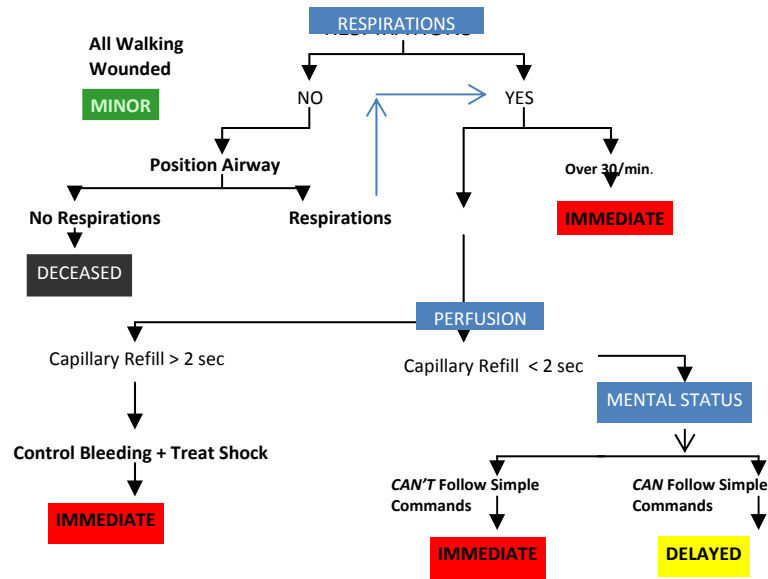 RESPIRATIONS
All Walking
Wounded
MINOR
NO
YES
Position Airway
Over 30/min.
No Respirations
Respirations
IMMEDIATE
DECEASED
PERFUSION
Capillary Refill > 2 sec
Capillary Refill < 2 sec
MENTAL STATUS
Control Bleeding + Treat Shock
CAN'T Follow Simple
Commands
CAN Follow Simple
Commands
IMMEDIATE
IMMEDIATE
DELAYED